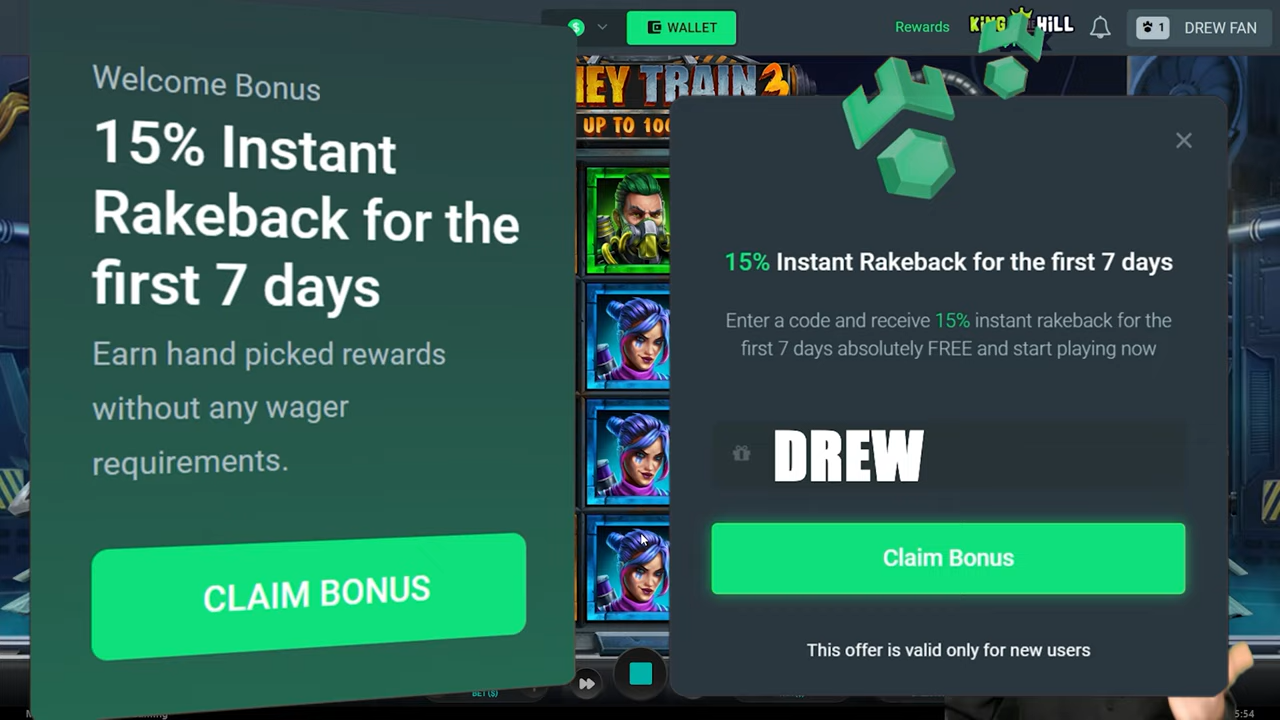 WALLET
Rewards
KING HILL
1
DREW FAN
Welcome Bonus
15% Instant
Rakeback for the
first 7 days
Earn hand picked rewards
without any wager
requirements.
CLAIM BONUS
NEY TRAIN 3
UP TO 100
15% Instant Rakeback for the first 7 days
Enter a code and receive 15% instant rakeback for the
first 7 days absolutely FREE and start playing now
DREW
Claim Bonus
This offer is valid only for new users
BET($)
5:54